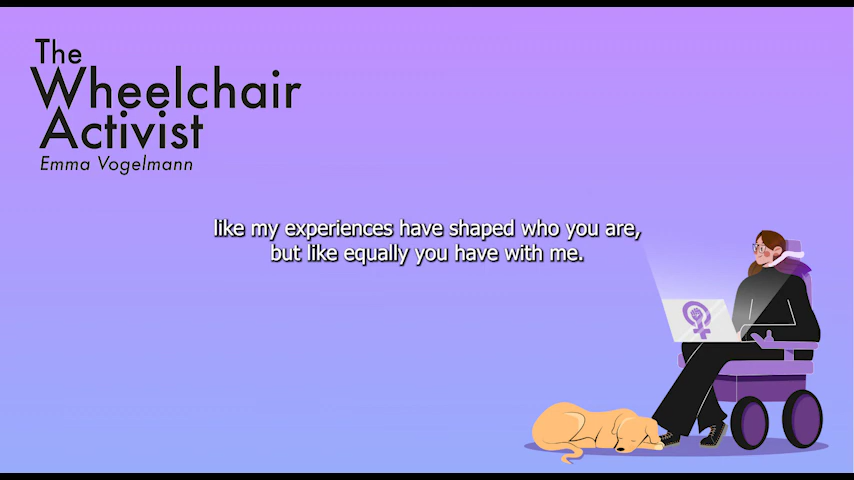 The
Wheelchair
Activist
Emma Vogelmann
like my experiences have shaped who you are,
but like equally you have with me.